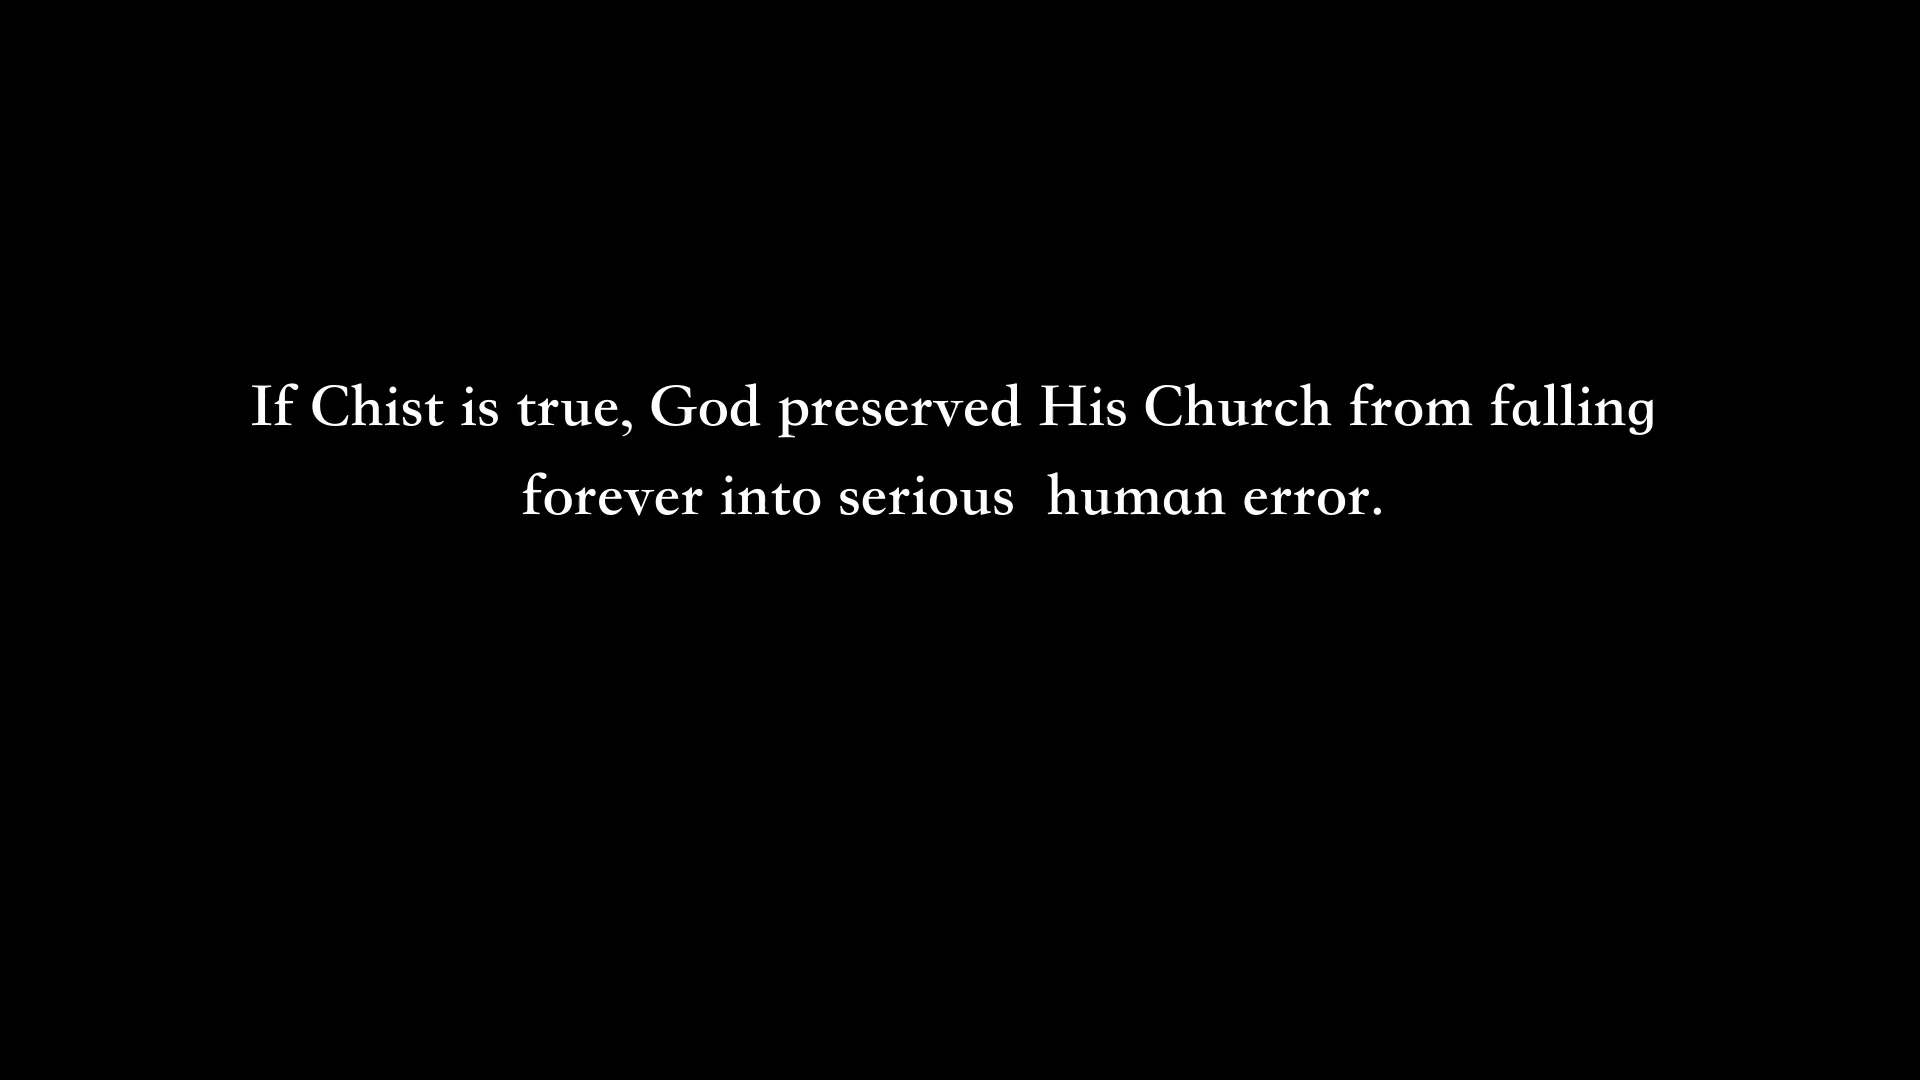 If Chist is true, God preserved His Church from falling
forever into serious  human error.